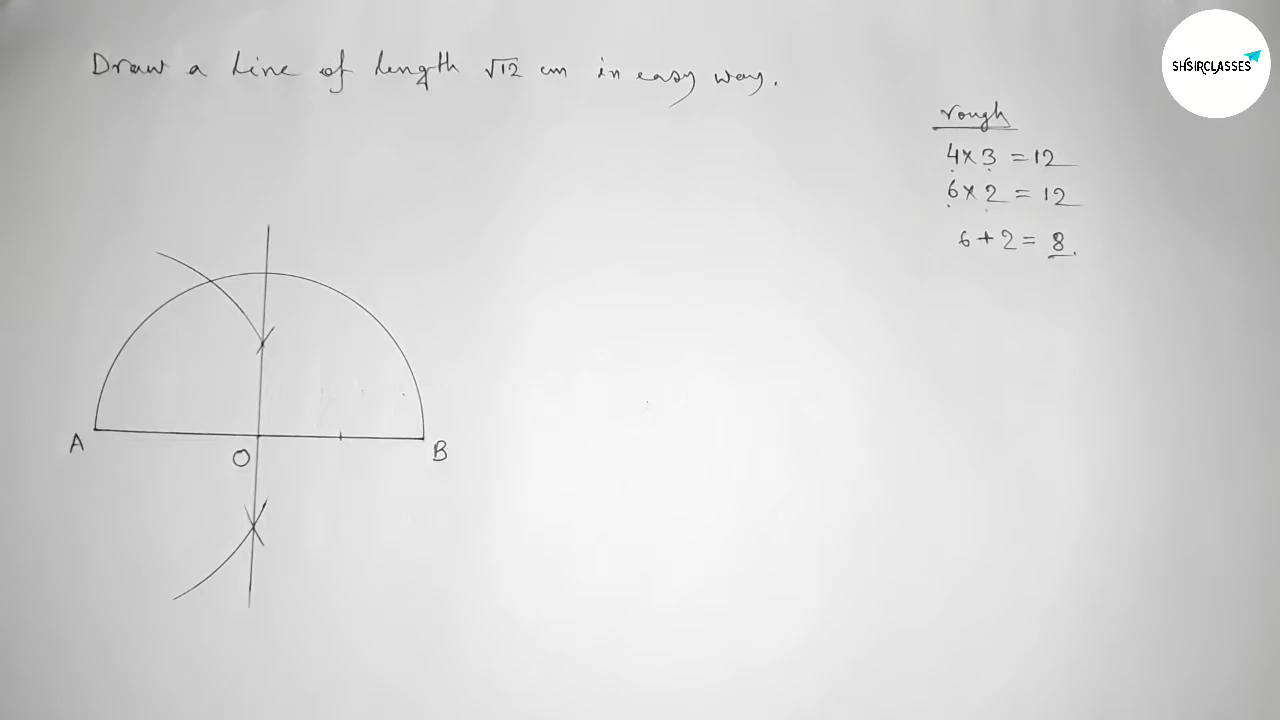 Draw a line of length √12 cm in easy way.
SHSIRCLASSES
rough
4 × 3 = 12
6 × 2 = 12
6 + 2 = 8.
A
O
B